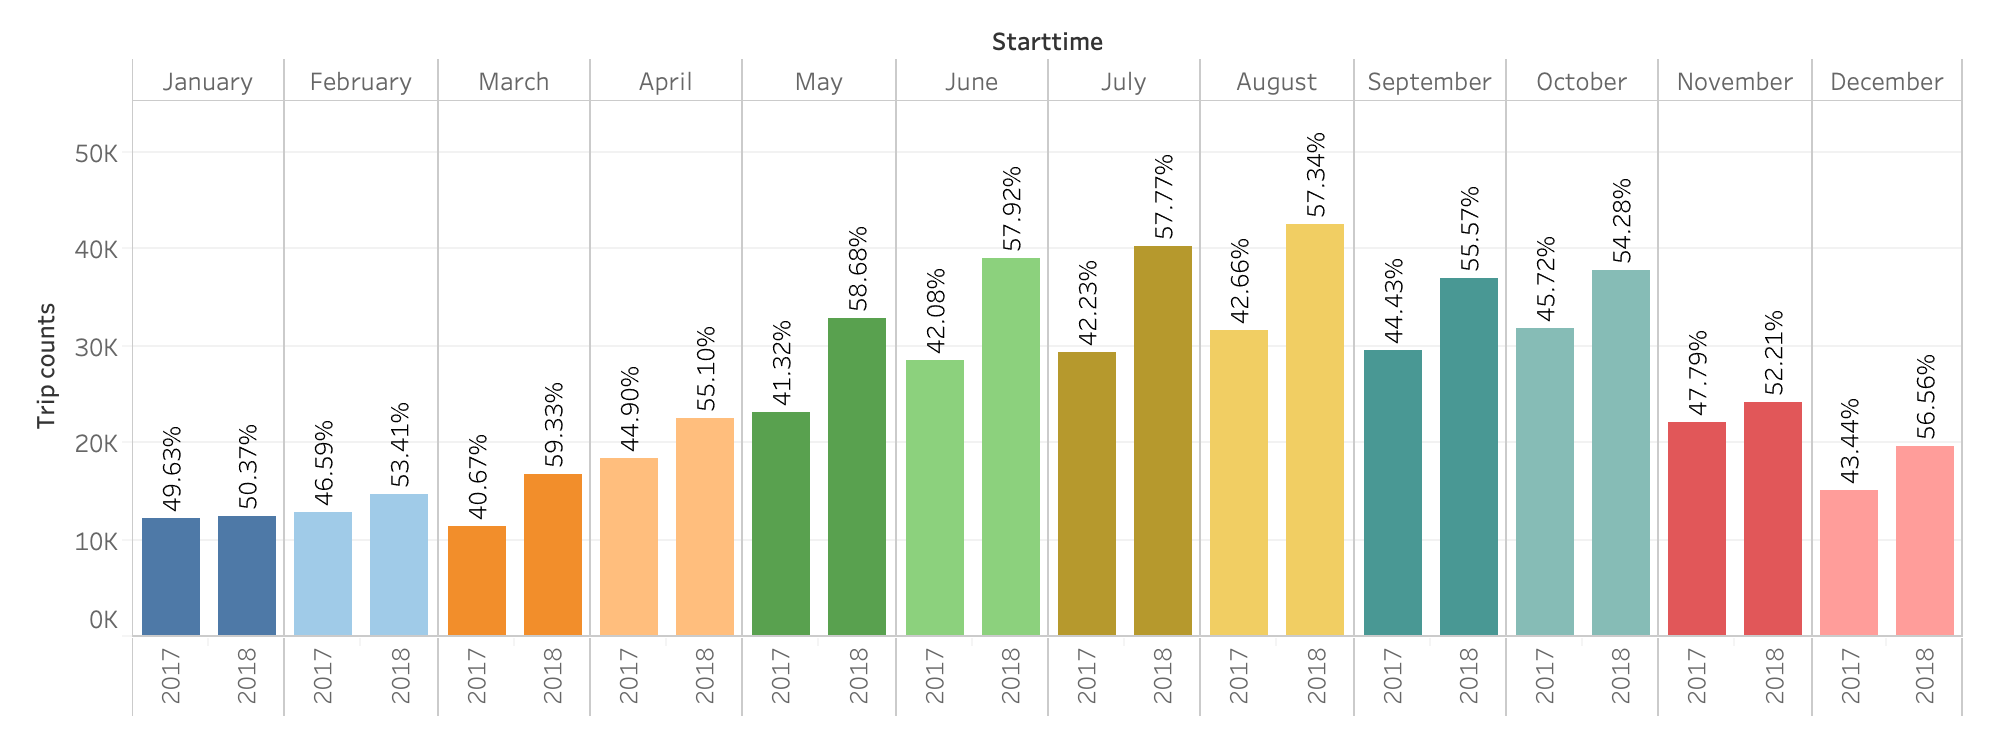 Starttime
January February March April May June July August September October November December
Trip counts
50K
40K
30K
20K
10K
0K
49.63% 50.37% 46.59% 53.41% 40.67% 59.33% 44.90% 55.10% 41.32% 58.68% 42.08% 57.92% 42.23% 57.77% 42.66% 57.34% 44.43% 55.57% 45.72% 54.28% 47.79% 52.21% 43.44% 56.56%
2017 2018 2017 2018 2017 2018 2017 2018 2017 2018 2017 2018 2017 2018 2017 2018 2017 2018 2017 2018 2017 2018 2017 2018